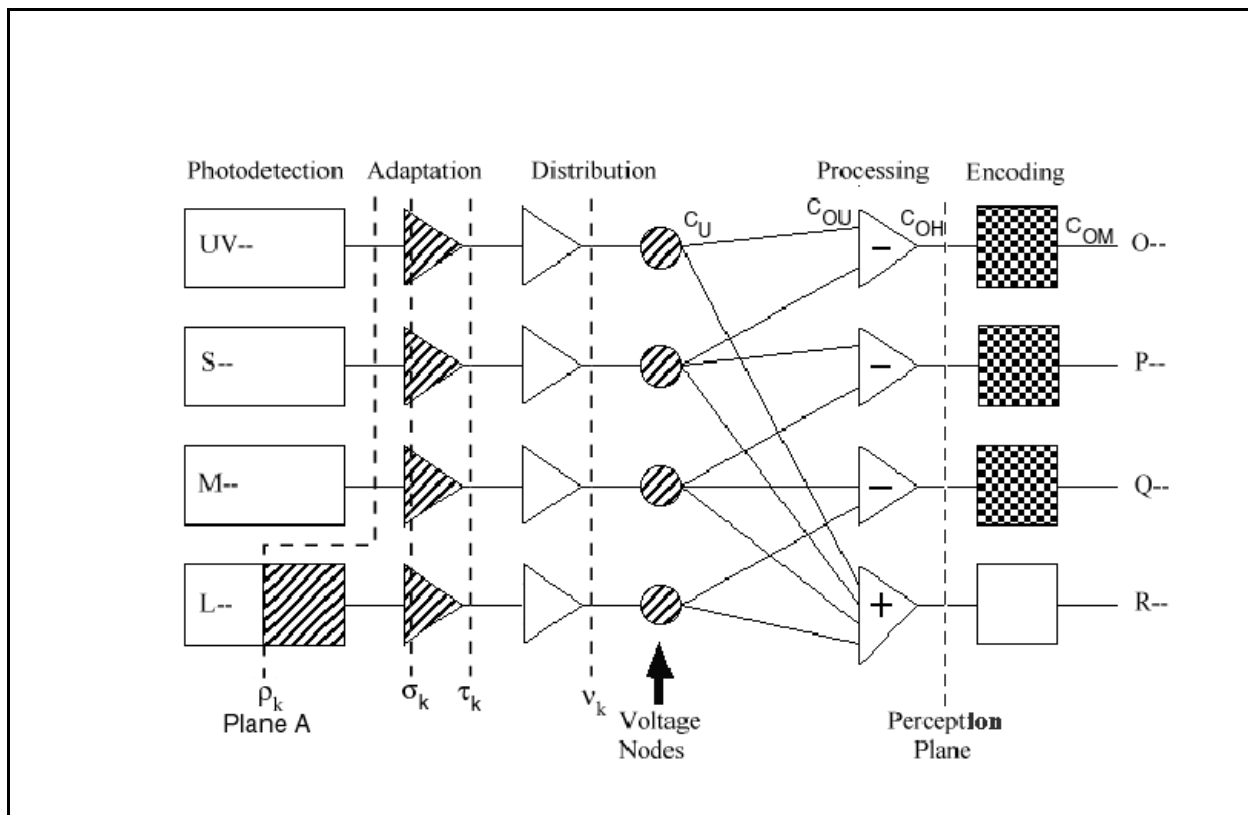 Photodetection Adaptation Distribution Processing Encoding
UV-- C_U C_OU − C_OH C_OM O--
S-- − P--
M-- − Q--
L-- + R--
ρ_k σ_k τ_k ν_k
Plane A
Voltage
Nodes
Perception
Plane